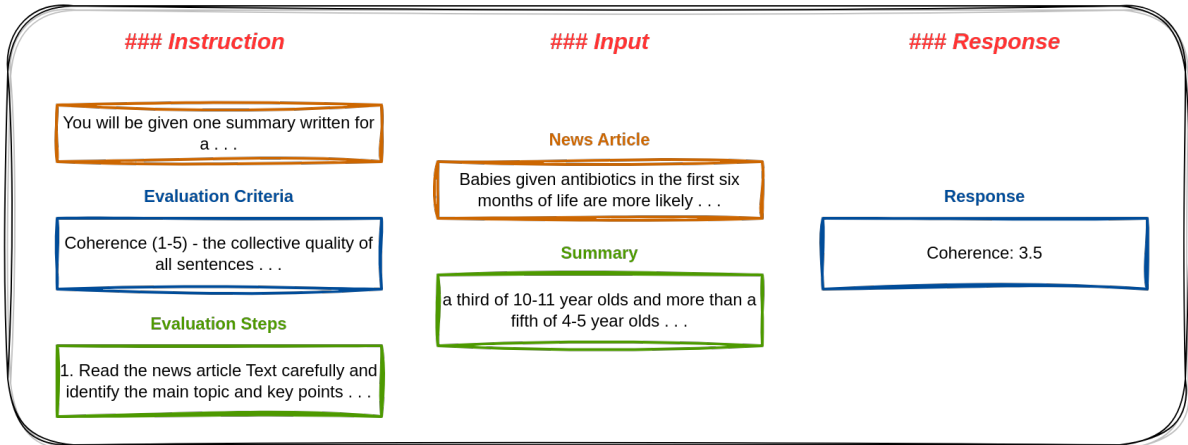 ### Instruction
You will be given one summary written for
a . . .
Evaluation Criteria
Coherence (1-5) - the collective quality of
all sentences . . .
Evaluation Steps
1. Read the news article Text carefully and
identify the main topic and key points . . .
### Input
News Article
Babies given antibiotics in the first six
months of life are more likely . . .
Summary
a third of 10-11 year olds and more than a
fifth of 4-5 year olds . . .
### Response
Response
Coherence: 3.5